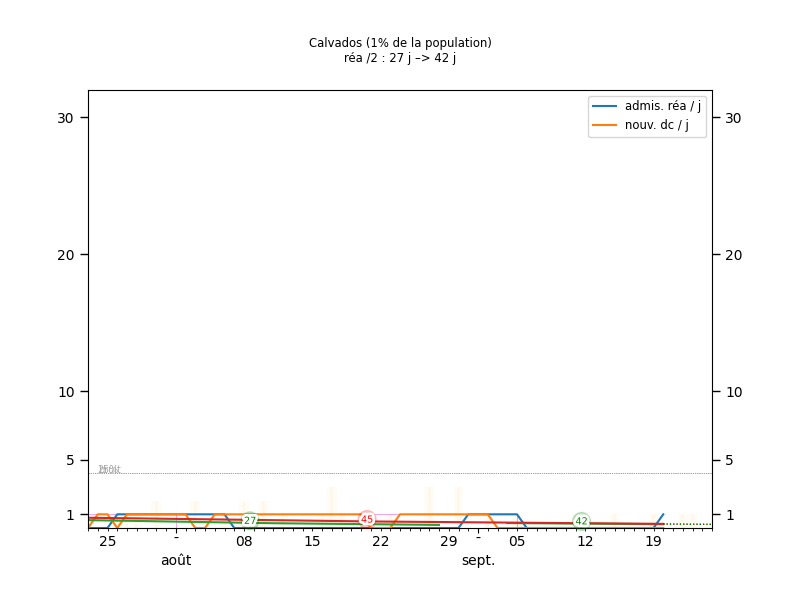 Calvados (1% de la population)
réa /2 : 27 j –> 42 j
admis. réa / j
nouv. dc / j
30 30
20 20
10 10
5 5
1 1
27 45 42
25 - 08 15 22 29 - 05 12 19
août sept.